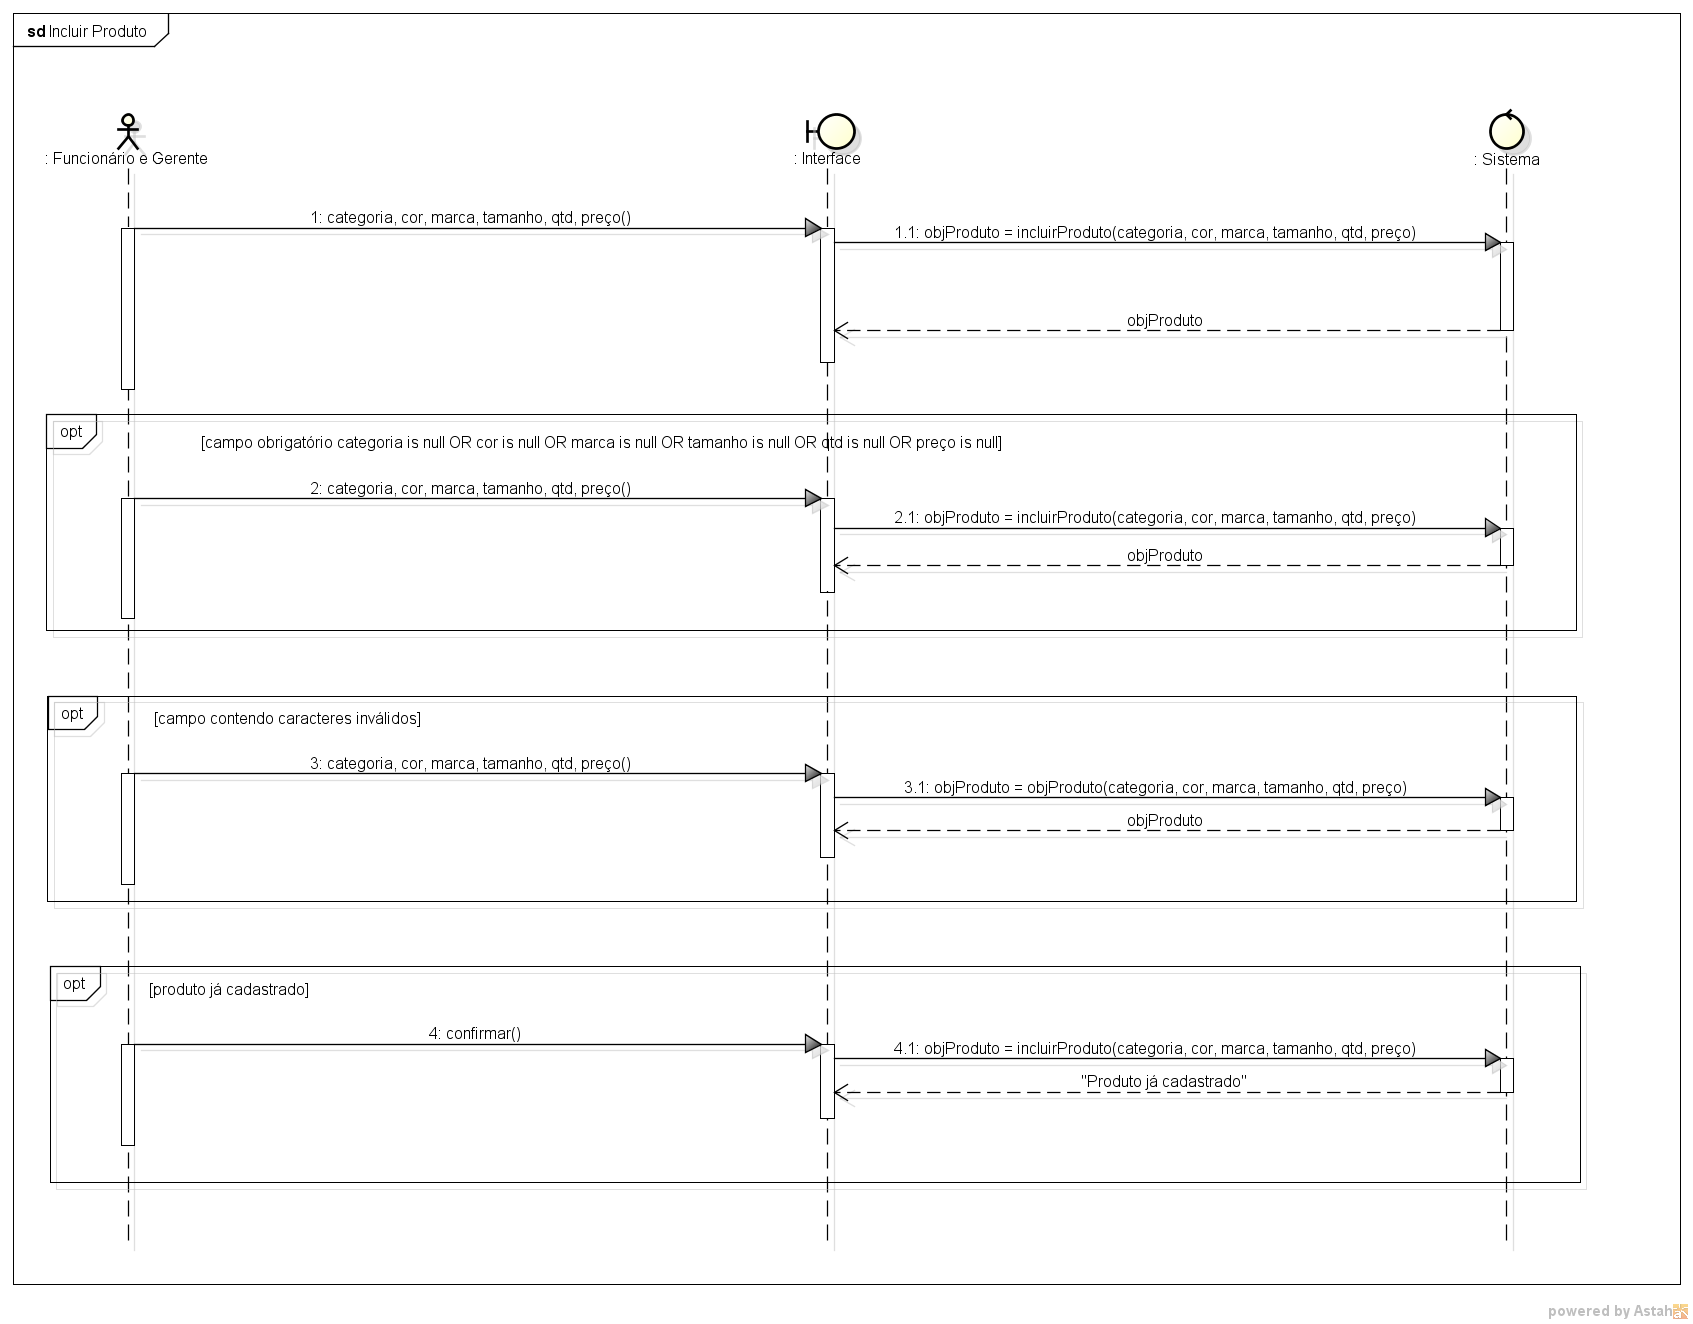 sd Incluir Produto
: Funcionário e Gerente
: Interface
: Sistema
1: categoria, cor, marca, tamanho, qtd, preço()
1.1: objProduto = incluirProduto(categoria, cor, marca, tamanho, qtd, preço)
objProduto
opt
[campo obrigatório categoria is null OR cor is null OR marca is null OR tamanho is null OR qtd is null OR preço is null]
2: categoria, cor, marca, tamanho, qtd, preço()
2.1: objProduto = incluirProduto(categoria, cor, marca, tamanho, qtd, preço)
objProduto
opt
[campo contendo caracteres inválidos]
3: categoria, cor, marca, tamanho, qtd, preço()
3.1: objProduto = objProduto(categoria, cor, marca, tamanho, qtd, preço)
objProduto
opt
[produto já cadastrado]
4: confirmar()
4.1: objProduto = incluirProduto(categoria, cor, marca, tamanho, qtd, preço)
"Produto já cadastrado"
powered by Astah